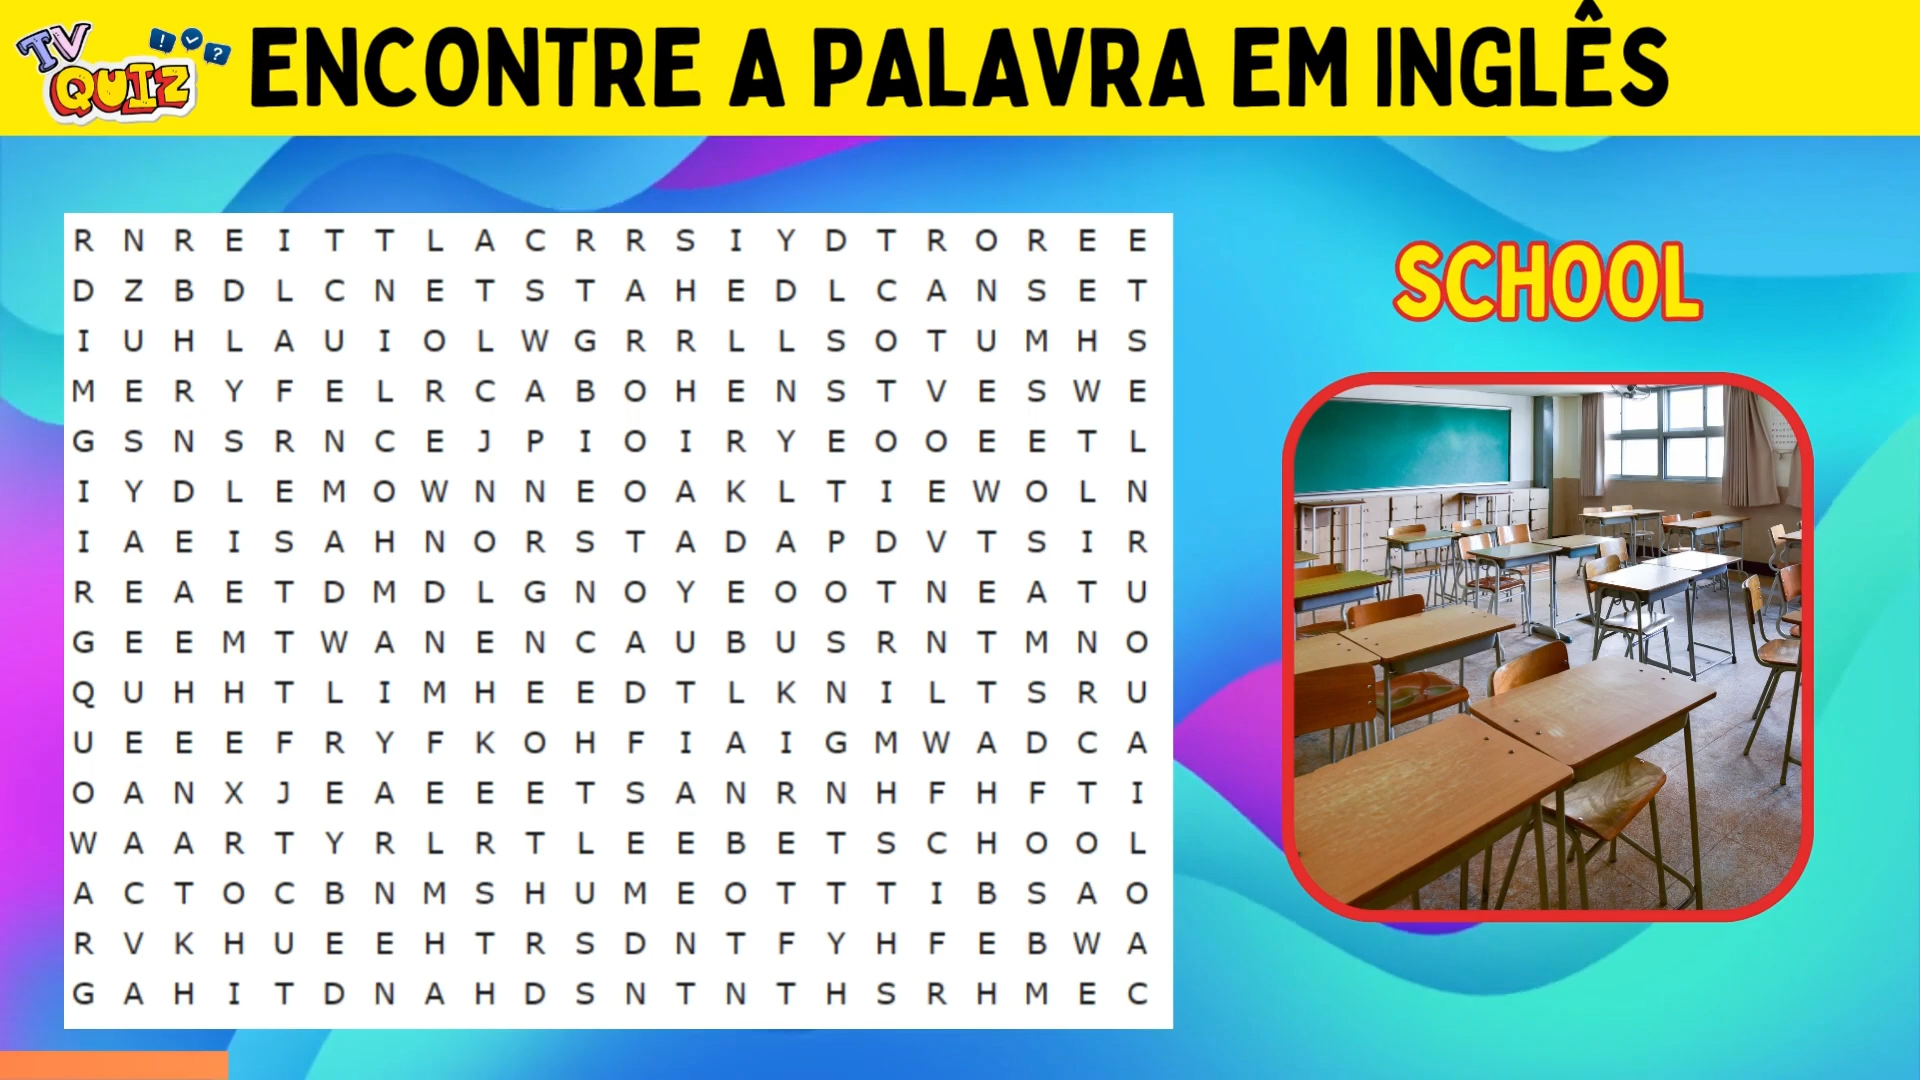 TV QUIZ ! ?
ENCONTRE A PALAVRA EM INGLÊS
R N R E I T T L A C R R S I Y D T R O R E E
D Z B D L C N E T S T A H E D L C A N S E T
I U H L A U I O L W G R R L L S O T U M H S
M E R Y F E L R C A B O H E N S T V E S W E
G S N S R N C E J P I O I R Y E O O E E T L
I Y D L E M O W N N E O A K L T I E W O L N
I A E I S A H N O R S T A D A P D V T S I R
R E A E T D M D L G N O Y E O O T N E A T U
G E E M T W A N E N C A U B U S R N T M N O
Q U H H T L I M H E E D T L K N I L T S R U
U E E E F R Y F K O H F I A I G M W A D C A
O A N X J E A E E E T S A N R N H F H F T I
W A A R T Y R L R T L E E B E T S C H O O L
A C T O C B N M S H U M E O T T T I B S A O
R V K H U E E H T R S D N T F Y H F E B W A
G A H I T D N A H D S N T N T H S R H M E C
SCHOOL